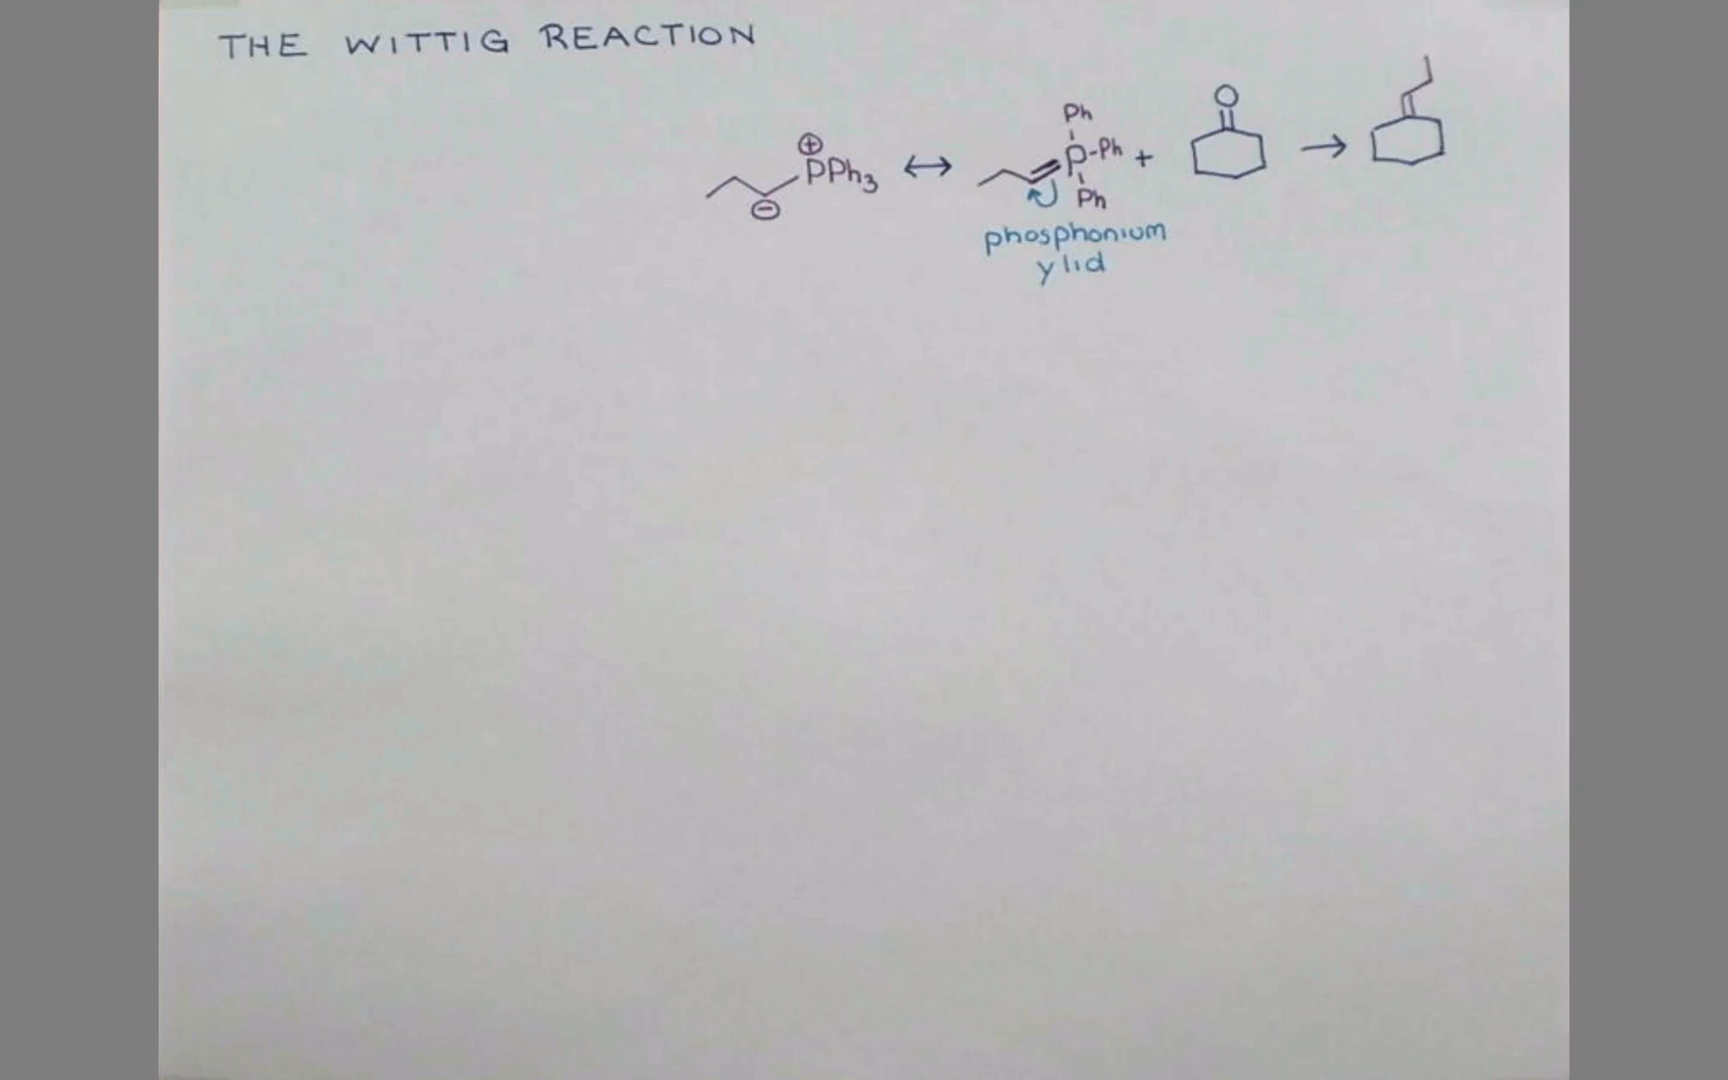 THE WITTIG REACTION
⊕
PPh3
⊖
Ph
P-Ph +
Ph
O
phosphonium
ylid